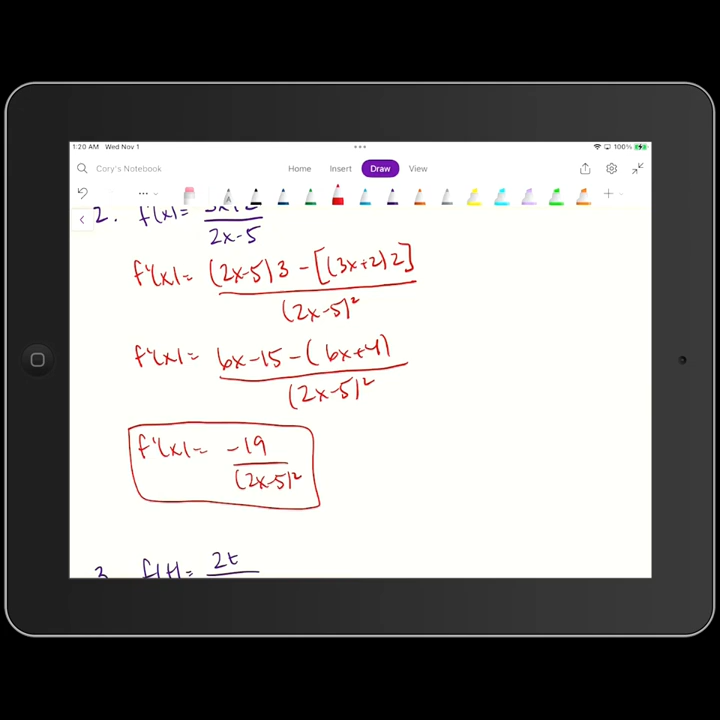 1:20 AM Wed Nov 1
100%
Cory's Notebook
Home Insert Draw View
2. f(x)= 3x+2
2x-5
f'(x)= (2x-5)3 - [(3x+2)2]
(2x-5)²
f'(x)= 6x-15-(6x+4)
(2x-5)²
f'(x)= -19
(2x-5)²
3. f(t)= 2t